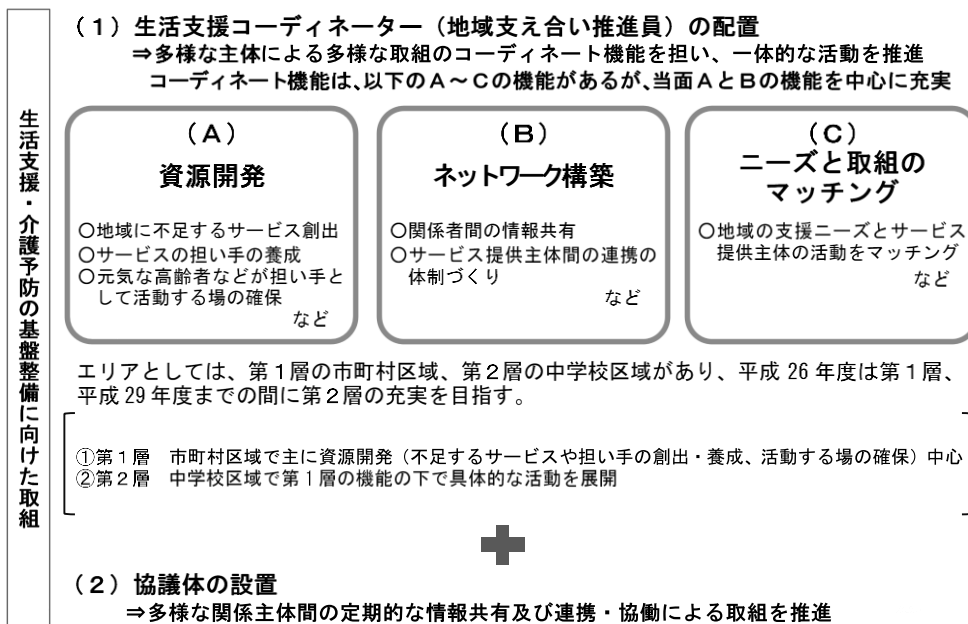 生活支援・介護予防の基盤整備に向けた取組
（１）生活支援コーディネーター（地域支え合い推進員）の配置
⇒多様な主体による多様な取組のコーディネート機能を担い、一体的な活動を推進
コーディネート機能は、以下のＡ～Ｃの機能があるが、当面ＡとＢの機能を中心に充実
（Ａ）
資源開発
○地域に不足するサービス創出
○サービスの担い手の養成
○元気な高齢者などが担い手と
して活動する場の確保
など
（Ｂ）
ネットワーク構築
○関係者間の情報共有
○サービス提供主体間の連携の
体制づくり
など
（Ｃ）
ニーズと取組の
マッチング
○地域の支援ニーズとサービス
提供主体の活動をマッチング
など
エリアとしては、第１層の市町村区域、第２層の中学校区域があり、平成 26 年度は第１層、
平成 29 年度までの間に第２層の充実を目指す。
①第１層　市町村区域で主に資源開発（不足するサービスや担い手の創出・養成、活動する場の確保）中心
②第２層　中学校区域で第１層の機能の下で具体的な活動を展開
（２）協議体の設置
⇒多様な関係主体間の定期的な情報共有及び連携・協働による取組を推進